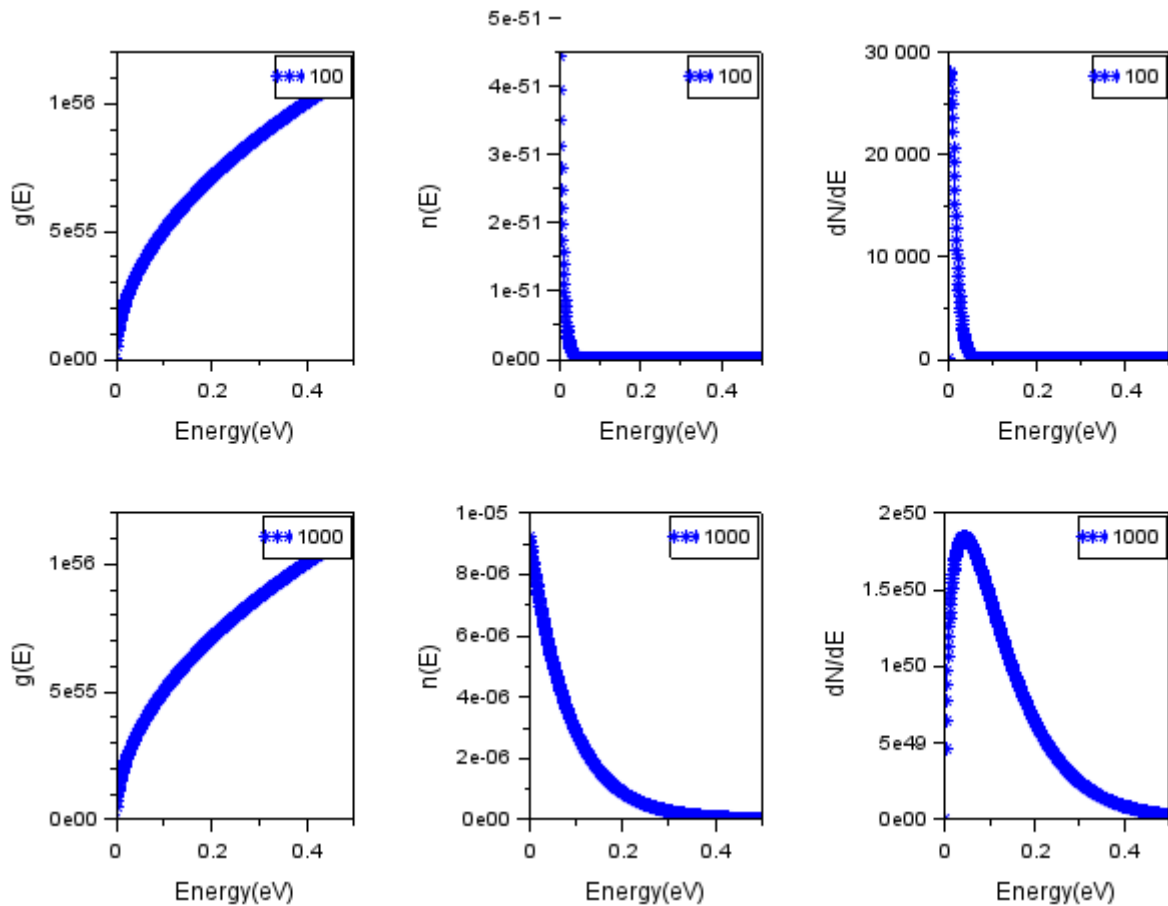 g(E)
1e56
5e55
0e00
0
0.2
0.4
Energy(eV)
100
n(E)
5e-51
4e-51
3e-51
2e-51
1e-51
0e00
0
0.2
0.4
Energy(eV)
100
dN/dE
30 000
20 000
10 000
0
0
0.2
0.4
Energy(eV)
100
g(E)
1e56
5e55
0e00
0
0.2
0.4
Energy(eV)
1000
n(E)
1e-05
8e-06
6e-06
4e-06
2e-06
0e00
0
0.2
0.4
Energy(eV)
1000
dN/dE
2e50
1.5e50
1e50
5e49
0e00
0
0.2
0.4
Energy(eV)
1000